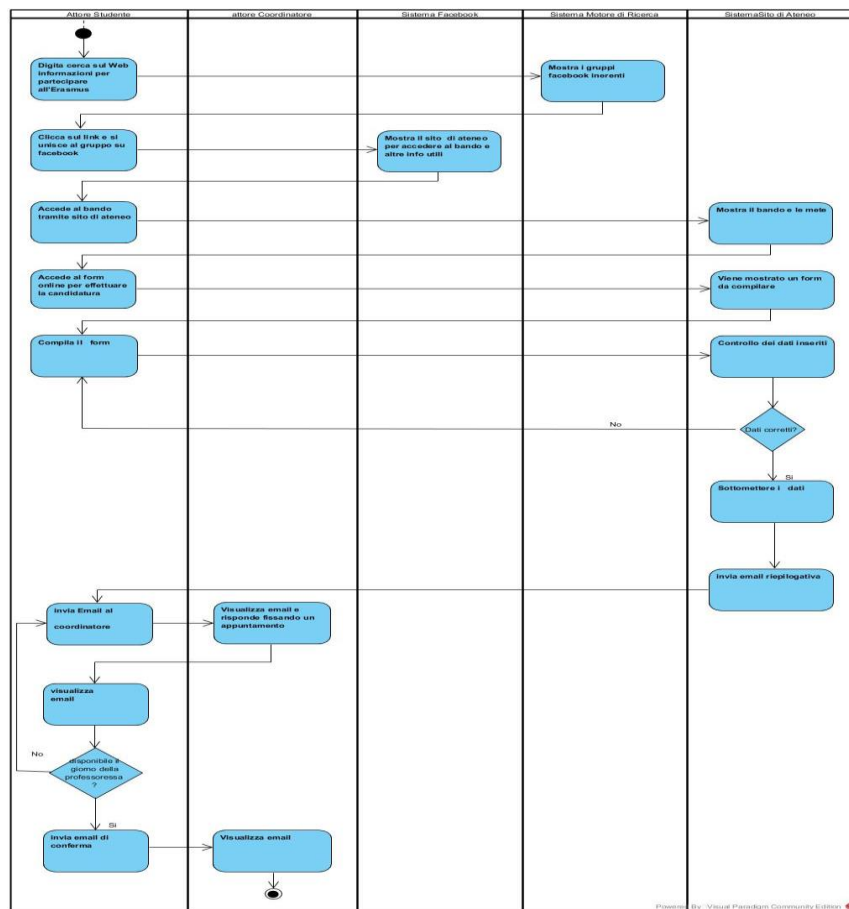 Attore Studente
attore Coordinatore
Sistema Facebook
Sistema Motore di Ricerca
SistemaSito di Ateneo
Digita cerca sul Web
informazioni per
partecipare
all'Erasmus
Mostra i gruppi
facebook inerenti
Clicca sul link e si
unisce al gruppo su
facebook
Mostra il sito di ateneo
per accedere al bando e
altre info utili
Accede al bando
tramite sito di ateneo
Mostra il bando e le mete
Accede al form
online per effettuare
la candidatura
Viene mostrato un form
da compilare
Compila il form
Controllo dei dati inseriti
Dati corretti?
No
Si
Sottomettere i dati
invia email riepilogativa
invia Email al
coordinatore
Visualizza email e
risponde fissando un
appuntamento
visualizza
email
disponibile il
giorno della
professoressa
?
No
Si
invia email di
conferma
Visualizza email
Powered By Visual Paradigm Community Edition